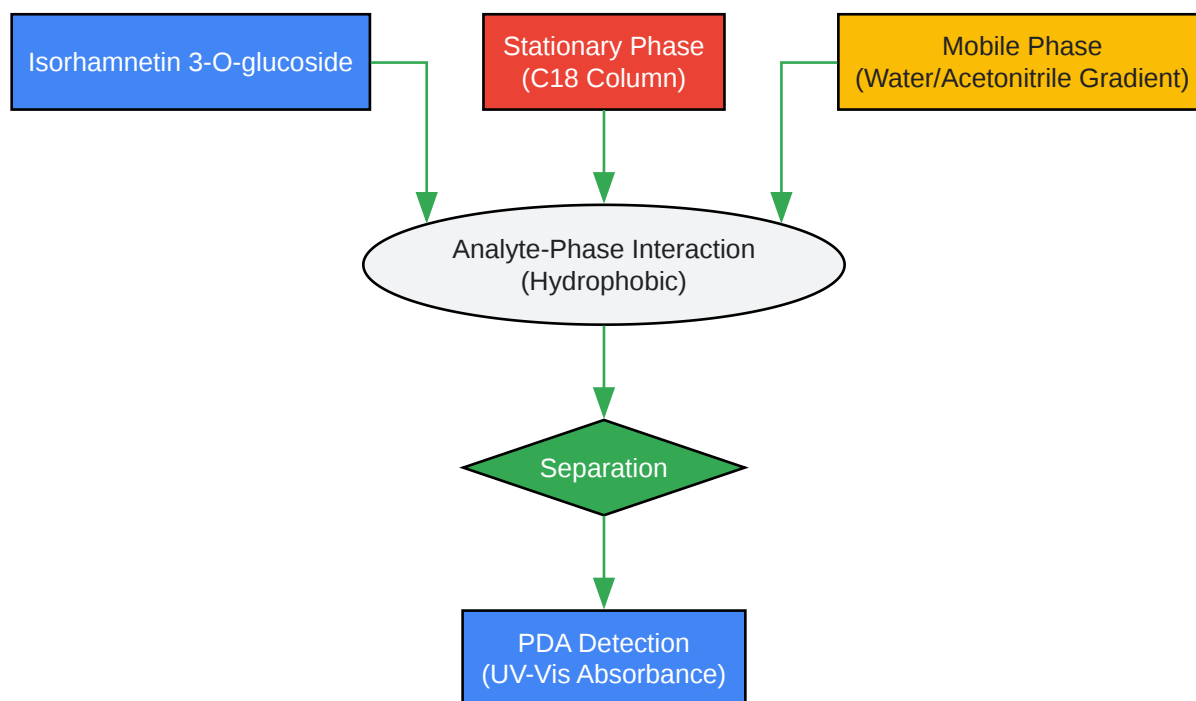 Isorhamnetin 3-O-glucoside
Stationary Phase
(C18 Column)
Mobile Phase
(Water/Acetonitrile Gradient)
Analyte-Phase Interaction
(Hydrophobic)
Separation
PDA Detection
(UV-Vis Absorbance)